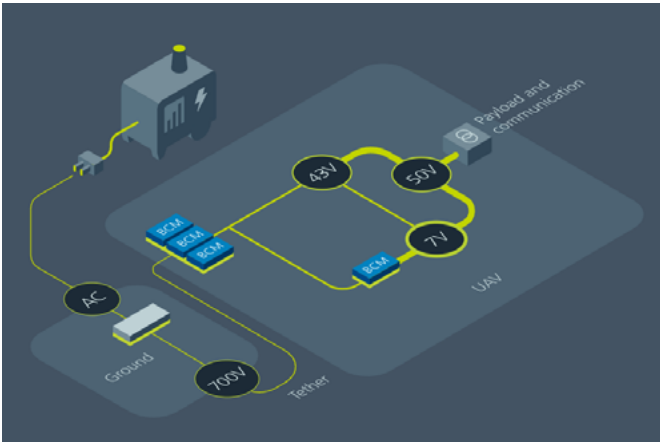 Payload and
communication
43V
50V
BCM
BCM
BCM
7V
BCM
UAV
AC
Ground
700V
Tether